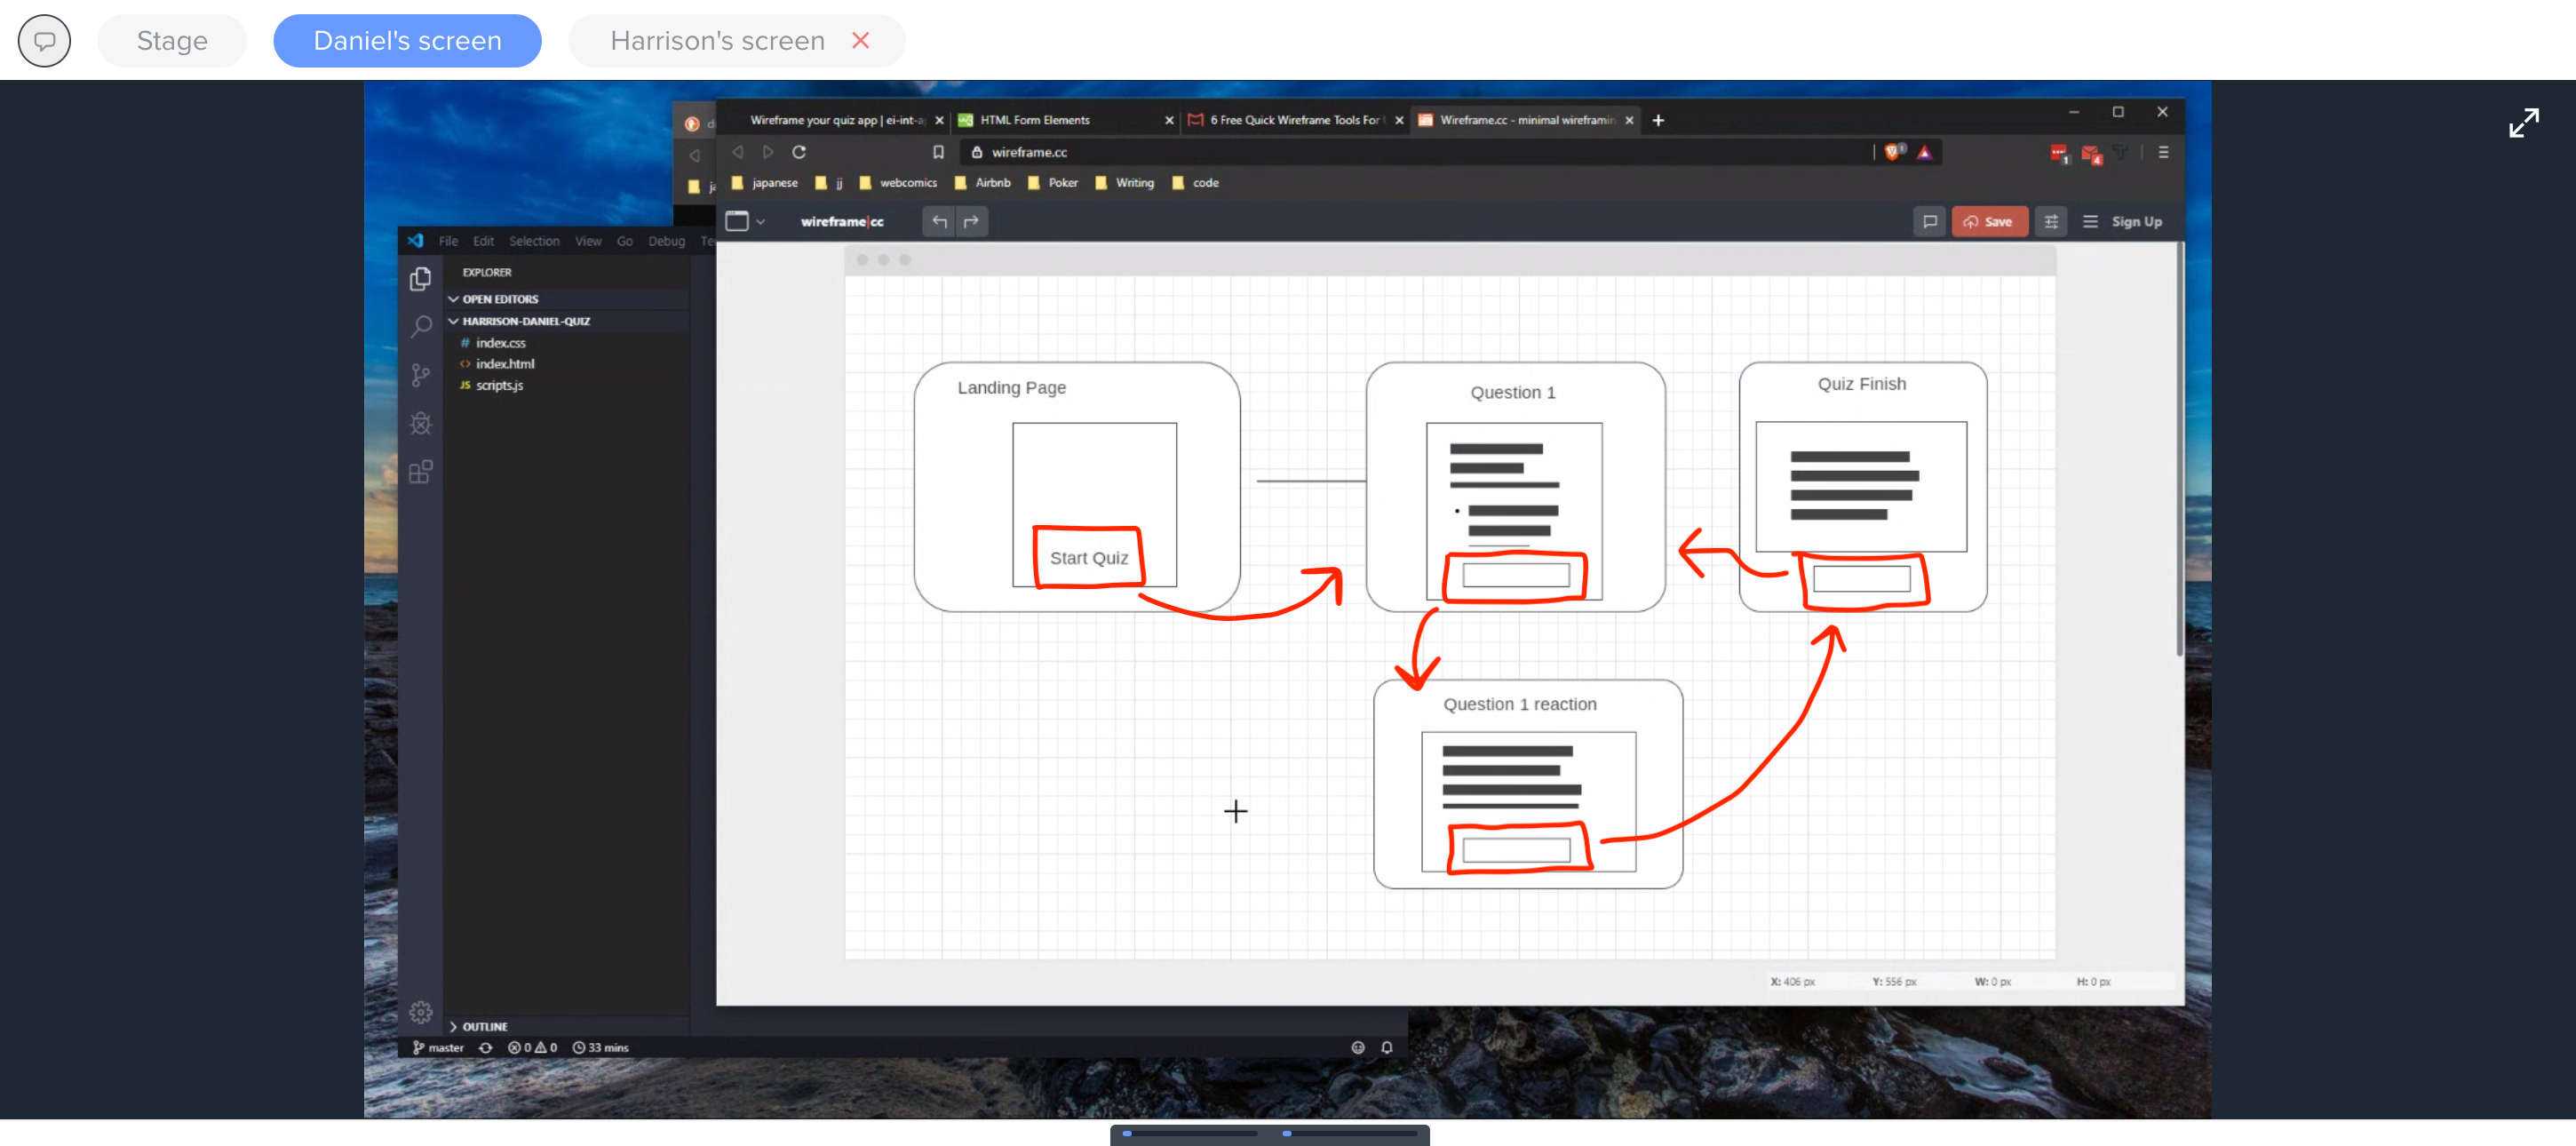 Stage
Daniel's screen
Harrison's screen
Wireframe your quiz app | ei-int-a
HTML Form Elements
6 Free Quick Wireframe Tools For
Wireframe.cc - minimal wireframin
wireframe.cc
1
4
japanese
jj
webcomics
Airbnb
Poker
Writing
code
wireframe|cc
Save
Sign Up
File Edit Selection View Go Debug Te
EXPLORER
OPEN EDITORS
HARRISON-DANIEL-QUIZ
# index.css
<> index.html
JS scripts.js
Landing Page
Start Quiz
Question 1
Quiz Finish
Question 1 reaction
X: 406 px
Y: 556 px
W: 0 px
H: 0 px
OUTLINE
master
0
0
33 mins